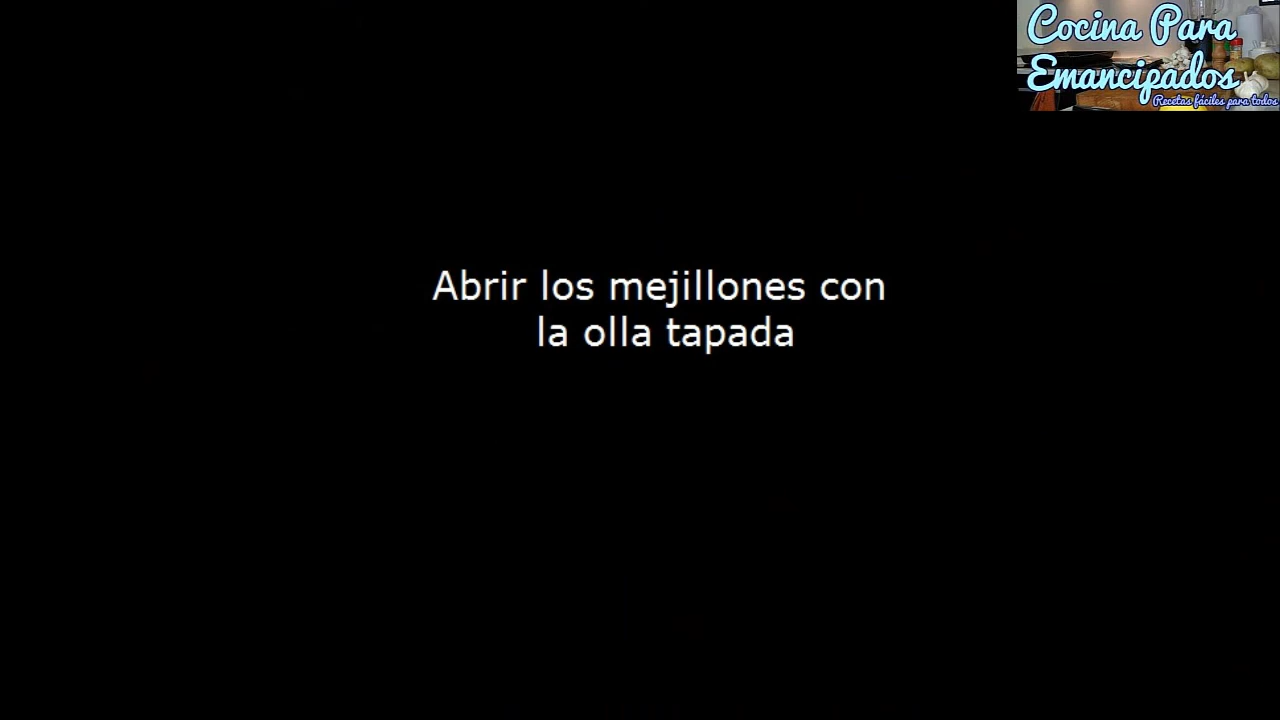 Cocina Para
Emancipados
Recetas fáciles para todos
Abrir los mejillones con
la olla tapada